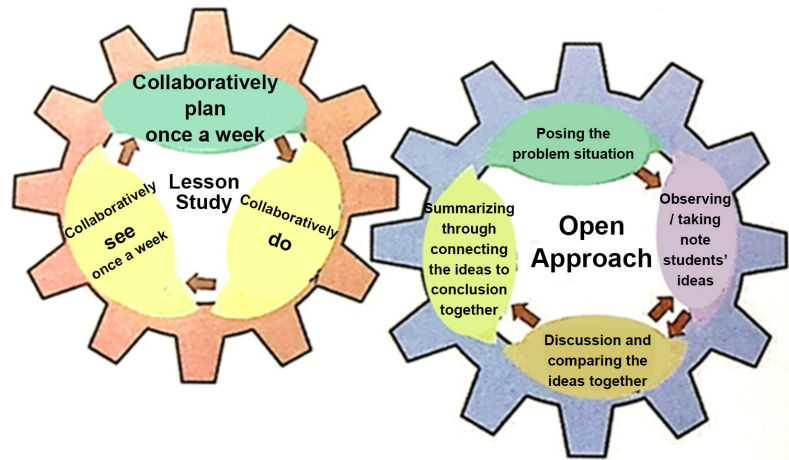 Collaboratively
plan
once a week
Collaboratively
see
once a week
Lesson
Study
Collaboratively
do
Posing the
problem situation
Observing
/ taking
note
students'
ideas
Summarizing
through
connecting
the ideas to
conclusion
together
Open
Approach
Discussion and
comparing the
ideas together